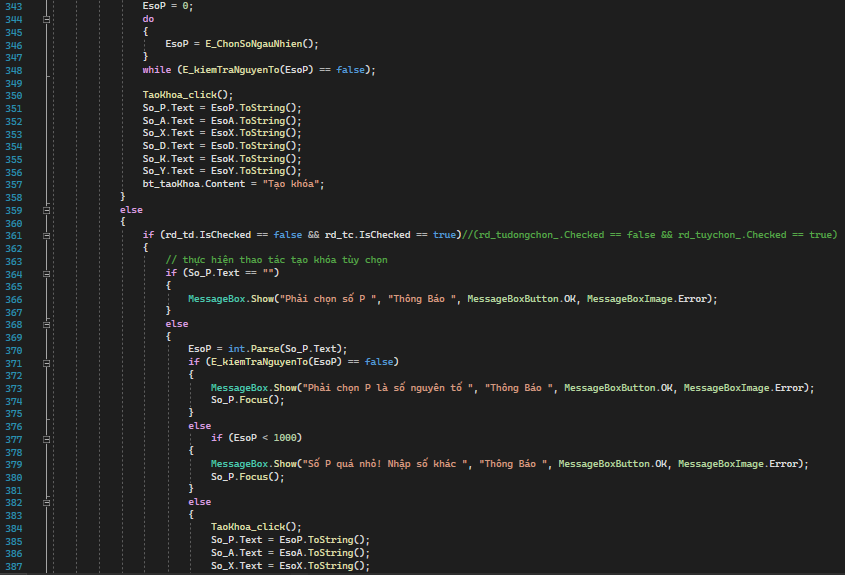 343 EsoP = 0;
344 do
345 {
346 EsoP = E_ChonSoNgauNhien();
347 }
348 while (E_kiemTraNguyenTo(EsoP) == false);
349
350 TaoKhoa_click();
351 So_P.Text = EsoP.ToString();
352 So_A.Text = EsoA.ToString();
353 So_X.Text = EsoX.ToString();
354 So_D.Text = EsoD.ToString();
355 So_K.Text = EsoK.ToString();
356 So_Y.Text = EsoY.ToString();
357 bt_taoKhoa.Content = "Tạo khóa";
358 }
359 else
360 {
361 if (rd_td.IsChecked == false && rd_tc.IsChecked == true)//(rd_tudongchon_.Checked == false && rd_tuychon_.Checked == true)
362 {
363 // thực hiện thao tác tạo khóa tùy chọn
364 if (So_P.Text == "")
365 {
366 MessageBox.Show("Phải chọn số P ", "Thông Báo ", MessageBoxButton.OK, MessageBoxImage.Error);
367 }
368 else
369 {
370 EsoP = int.Parse(So_P.Text);
371 if (E_kiemTraNguyenTo(EsoP) == false)
372 {
373 MessageBox.Show("Phải chọn P là số nguyên tố ", "Thông Báo ", MessageBoxButton.OK, MessageBoxImage.Error);
374 So_P.Focus();
375 }
376 else
377 if (EsoP < 1000)
378 {
379 MessageBox.Show("Số P quá nhỏ! Nhập số khác ", "Thông Báo ", MessageBoxButton.OK, MessageBoxImage.Error);
380 So_P.Focus();
381 }
382 else
383 {
384 TaoKhoa_click();
385 So_P.Text = EsoP.ToString();
386 So_A.Text = EsoA.ToString();
387 So_X.Text = EsoX.ToString();